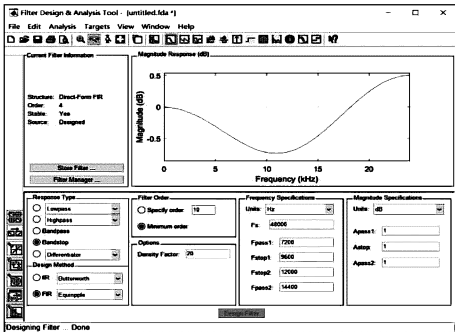 Filter Design & Analysis Tool - [untitled.fda *]
File Edit Analysis Targets View Window Help
Current Filter Information
Structure: Direct-Form FIR
Order: 4
Stable: Yes
Source: Designed
Store Filter ...
Filter Manager ...
Magnitude Response (dB)
Magnitude (dB)
0.5
0
-0.5
0 5 10 15 20
Frequency (kHz)
Response Type
Lowpass
Highpass
Bandpass
Bandstop
Differentiator
Design Method
IIR Butterworth
FIR Equiripple
Filter Order
Specify order 10
Minimum order
Options
Density Factor: 20
Frequency Specifications
Units: Hz
Fs: 48000
Fpass1: 7200
Fstop1: 9600
Fstop2: 12000
Fpass2: 14400
Magnitude Specifications
Units: dB
Apass1: 1
Astop: 1
Apass2: 1
Design Filter
Designing Filter ... Done